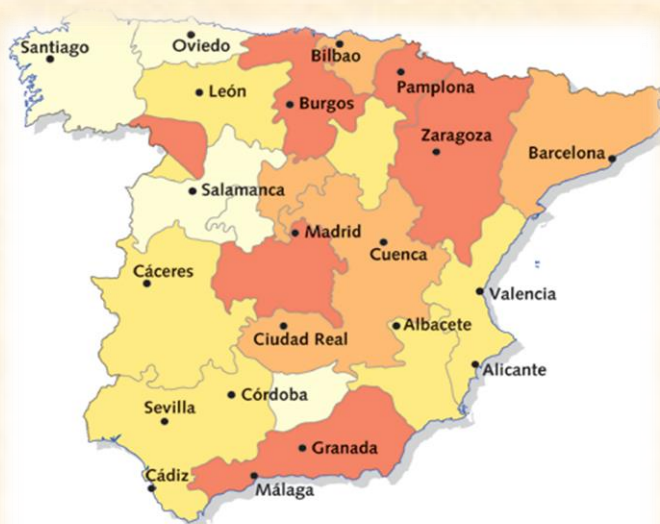 Santiago
Oviedo
Bilbao
León
Pamplona
Burgos
Zaragoza
Barcelona
Salamanca
Madrid
Cuenca
Cáceres
Valencia
Albacete
Ciudad Real
Alicante
Córdoba
Sevilla
Granada
Cádiz
Málaga